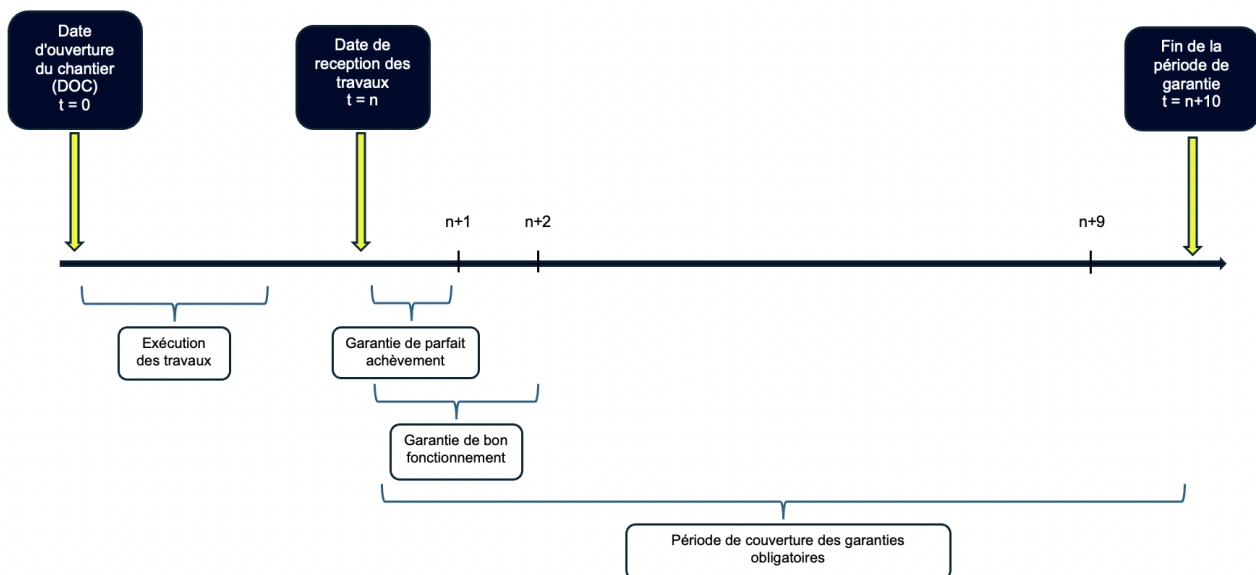 Date
d'ouverture
du chantier
(DOC)
t = 0
Date de
reception des
travaux
t = n
Fin de la
période de
garantie
t = n+10
n+1
n+2
n+9
Exécution
des travaux
Garantie de parfait
achèvement
Garantie de bon
fonctionnement
Période de couverture des garanties
obligatoires